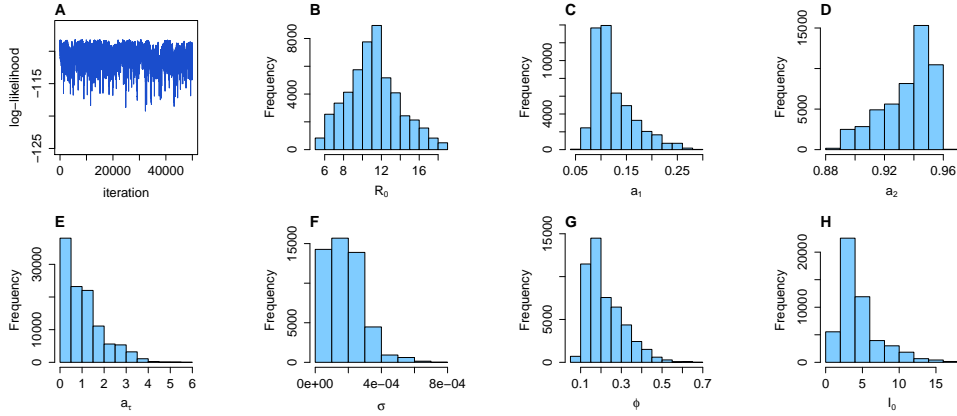 A
log−likelihood
−125
−115
0
20000
40000
iteration
B
Frequency
0
4000
8000
6
8
12
16
R0
C
Frequency
0
4000
12000
0.05
0.15
0.25
a1
D
Frequency
0
5000
15000
0.88
0.92
0.96
a2
E
Frequency
0
10000
30000
0
1
2
3
4
5
6
aτ
F
Frequency
0
5000
15000
0e+00
4e−04
8e−04
σ
G
Frequency
0
5000
15000
0.1
0.3
0.5
0.7
ϕ
H
Frequency
0
10000
20000
0
5
10
15
I0